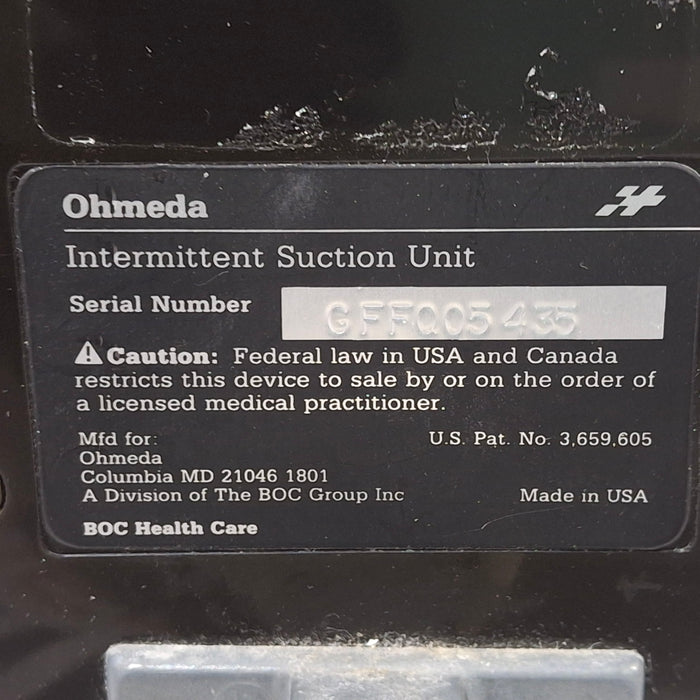 Ohmeda
Intermittent Suction Unit
Serial Number GFFQ05435
⚠ Caution: Federal law in USA and Canada
restricts this device to sale by or on the order of
a licensed medical practitioner.
Mfd for:
U.S. Pat. No. 3,659,605
Ohmeda
Columbia MD 21046 1801
A Division of The BOC Group Inc
Made in USA
BOC Health Care